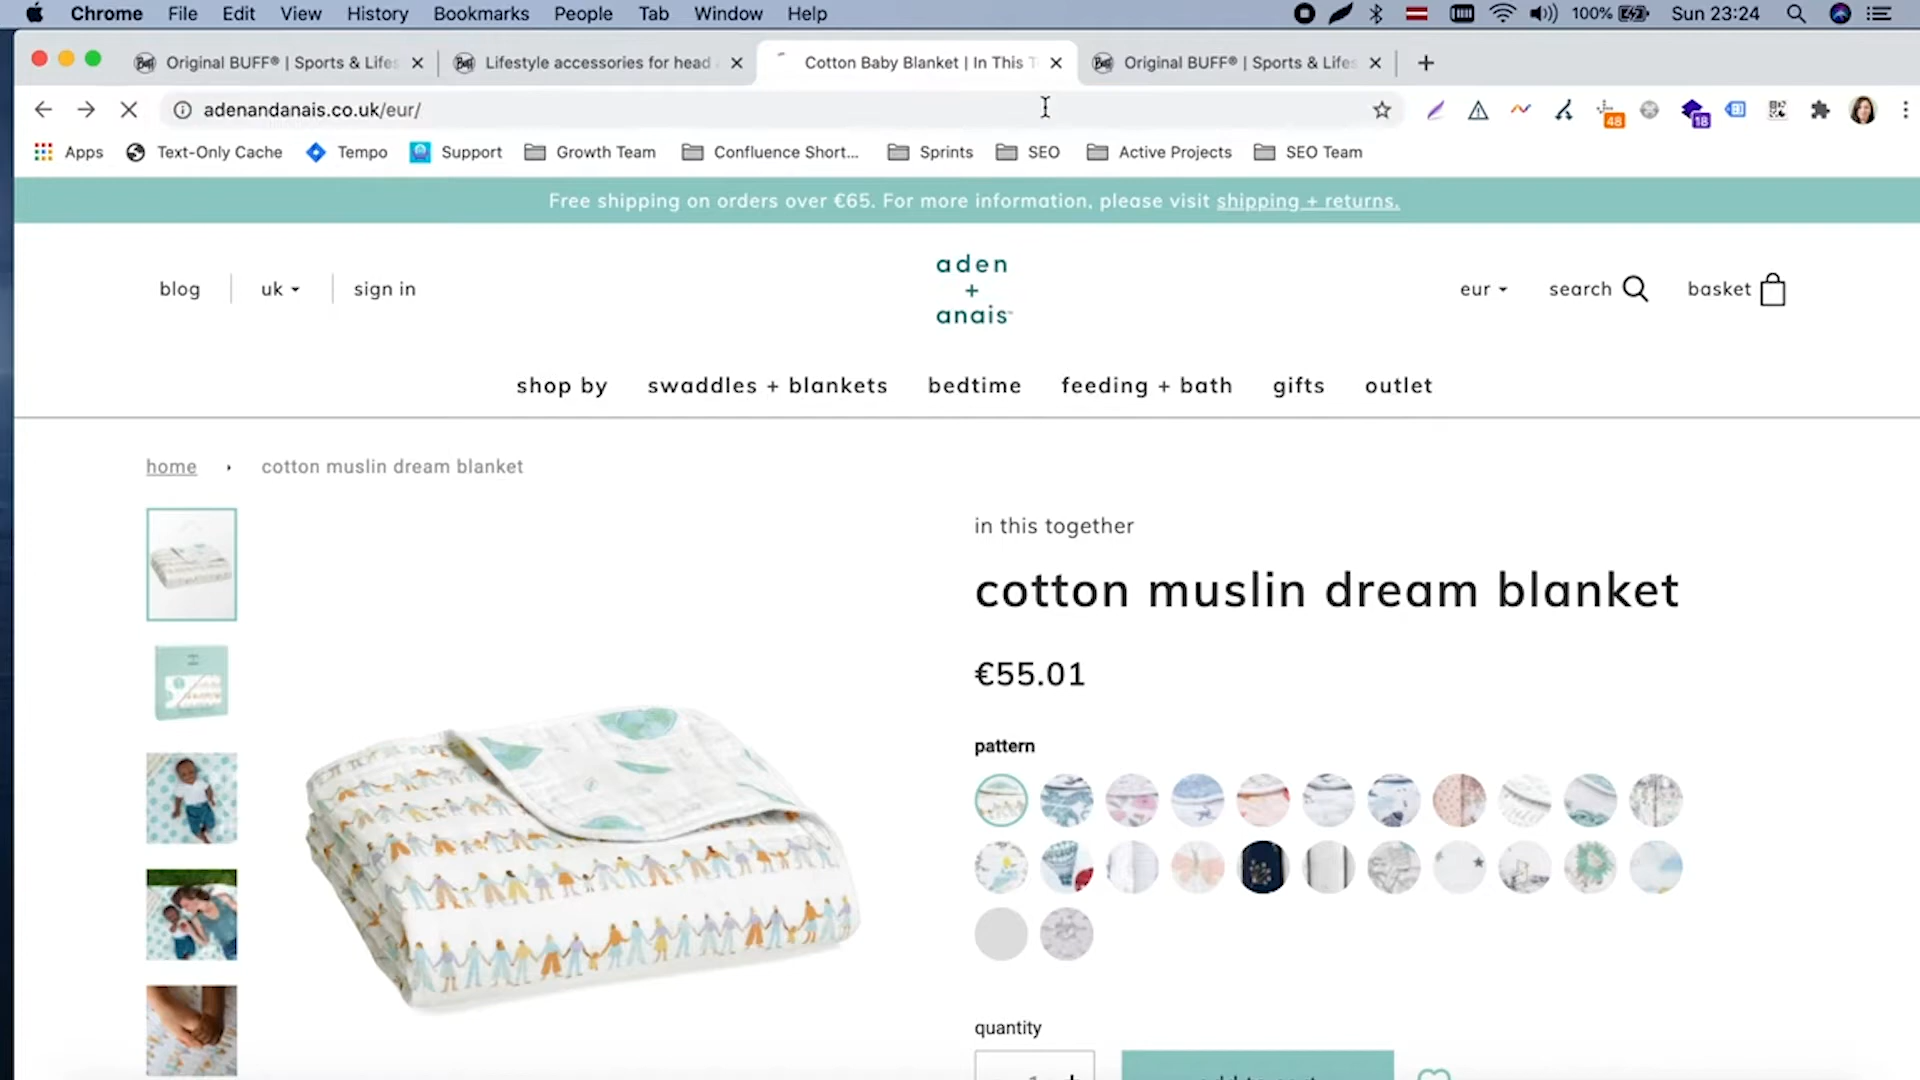 Chrome File Edit View History Bookmarks People Tab Window Help 100% Sun 23:24
Original BUFF® | Sports & Lifes Lifestyle accessories for head Cotton Baby Blanket | In This T Original BUFF® | Sports & Lifes
adenandanais.co.uk/eur/ 48 18
Apps Text-Only Cache Tempo Support Growth Team Confluence Short... Sprints SEO Active Projects SEO Team
Free shipping on orders over €65. For more information, please visit shipping + returns.
blog uk sign in
aden
+
anais
eur search basket
shop by swaddles + blankets bedtime feeding + bath gifts outlet
home cotton muslin dream blanket
in this together
cotton muslin dream blanket
€55.01
pattern
quantity